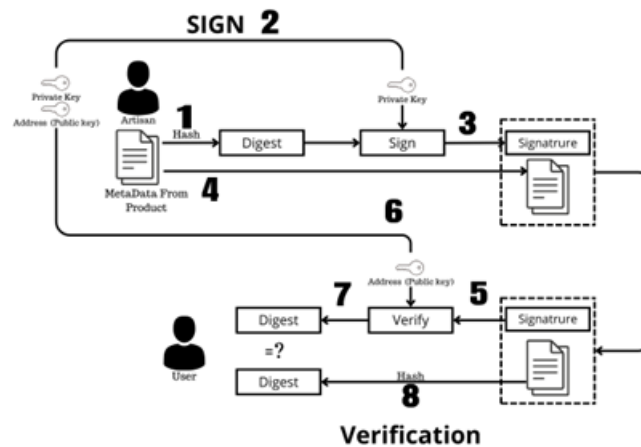 SIGN 2
Private Key
Address (Public key)
Artisan
Private Key
1
Hash
Digest
Sign
3
Signatrure
MetaData From
Product
4
6
Address (Public key)
7
5
Digest
Verify
Signatrure
=?
User
Digest
Hash
8
Verification